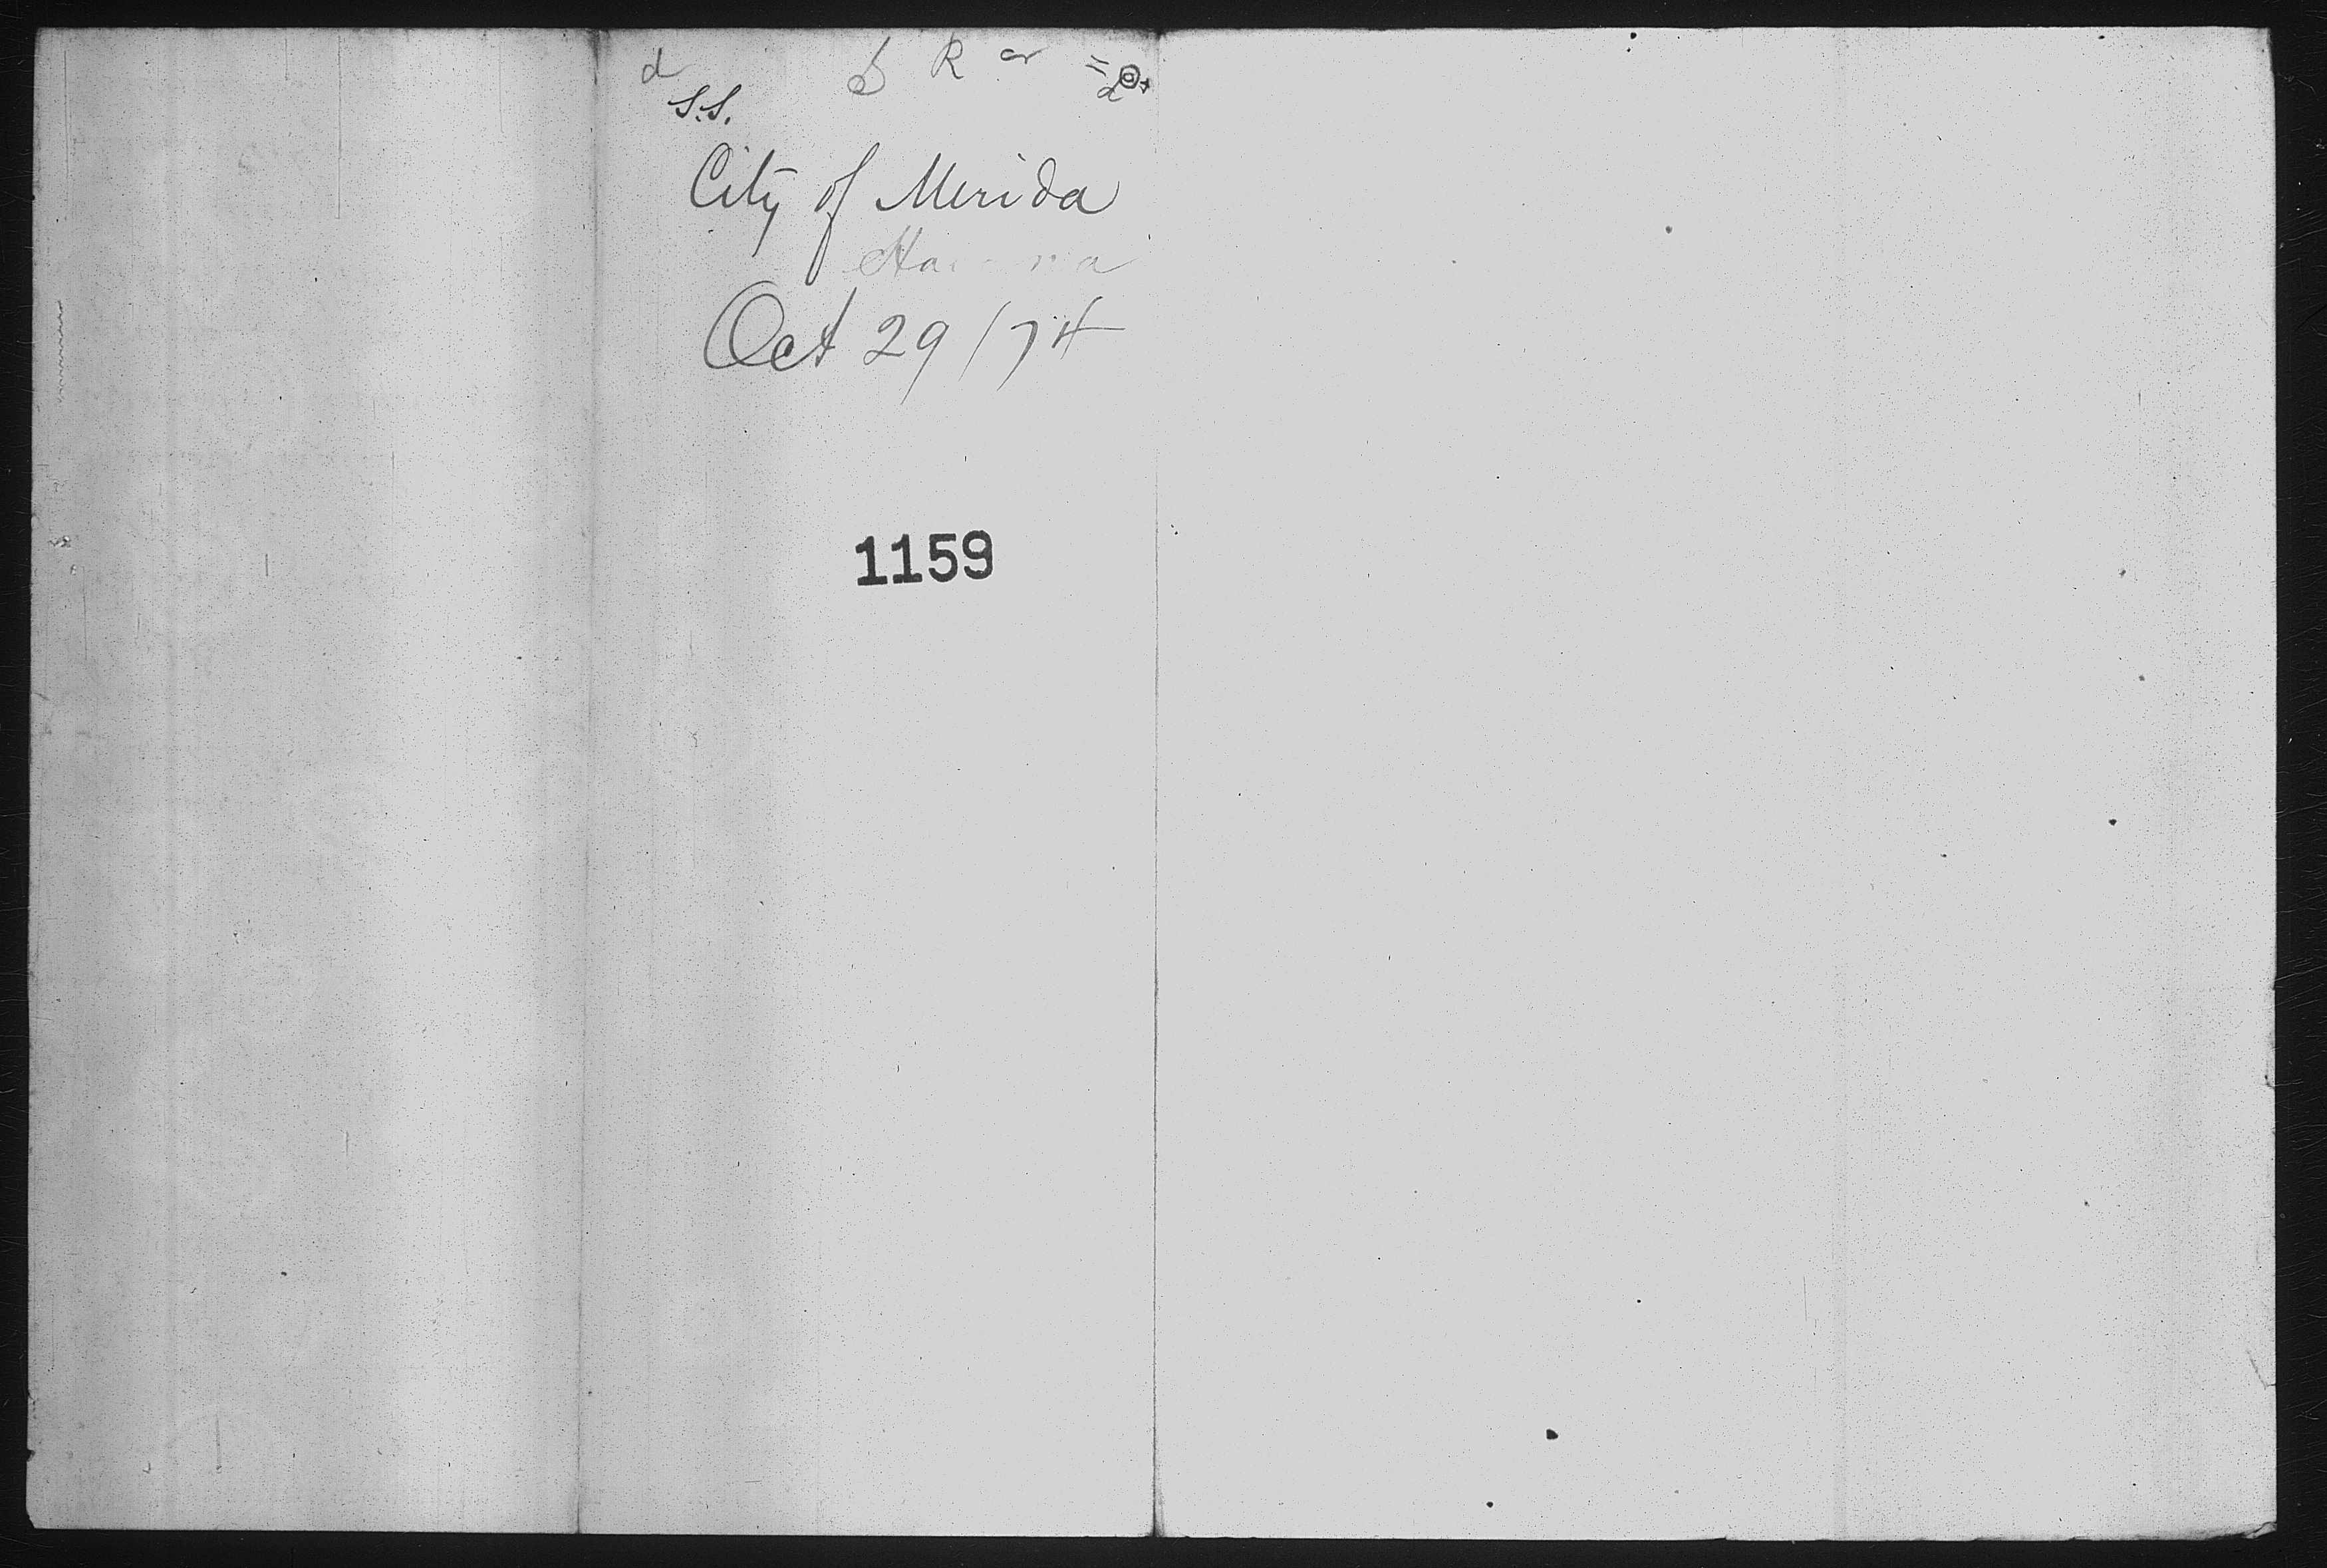 S.S.
City of Merida
Havana
Oct 29/74
1159